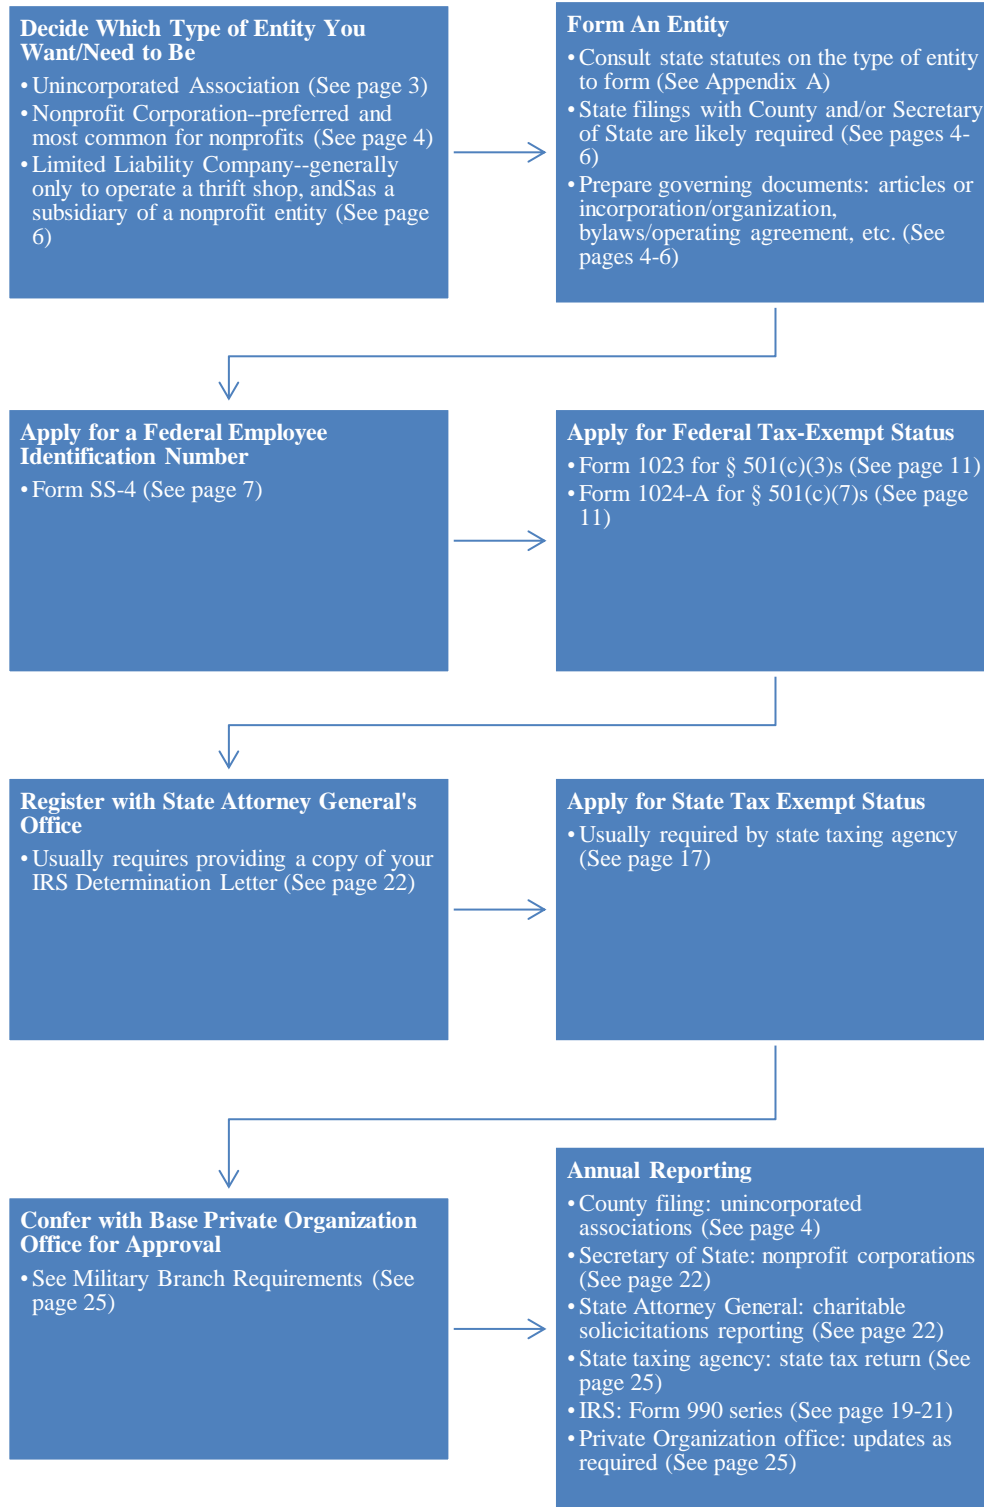 Decide Which Type of Entity You
Want/Need to Be
• Unincorporated Association (See page 3)
• Nonprofit Corporation--preferred and
most common for nonprofits (See page 4)
• Limited Liability Company--generally
only to operate a thrift shop, andSas a
subsidiary of a nonprofit entity (See page
6)
Form An Entity
• Consult state statutes on the type of entity
to form (See Appendix A)
• State filings with County and/or Secretary
of State are likely required (See pages 4-
6)
• Prepare governing documents: articles or
incorporation/organization,
bylaws/operating agreement, etc. (See
pages 4-6)
Apply for a Federal Employee
Identification Number
• Form SS-4 (See page 7)
Apply for Federal Tax-Exempt Status
• Form 1023 for § 501(c)(3)s (See page 11)
• Form 1024-A for § 501(c)(7)s (See page
11)
Register with State Attorney General's
Office
• Usually requires providing a copy of your
IRS Determination Letter (See page 22)
Apply for State Tax Exempt Status
• Usually required by state taxing agency
(See page 17)
Confer with Base Private Organization
Office for Approval
• See Military Branch Requirements (See
page 25)
Annual Reporting
• County filing: unincorporated
associations (See page 4)
• Secretary of State: nonprofit corporations
(See page 22)
• State Attorney General: charitable
solicicitations reporting (See page 22)
• State taxing agency: state tax return (See
page 25)
• IRS: Form 990 series (See page 19-21)
• Private Organization office: updates as
required (See page 25)